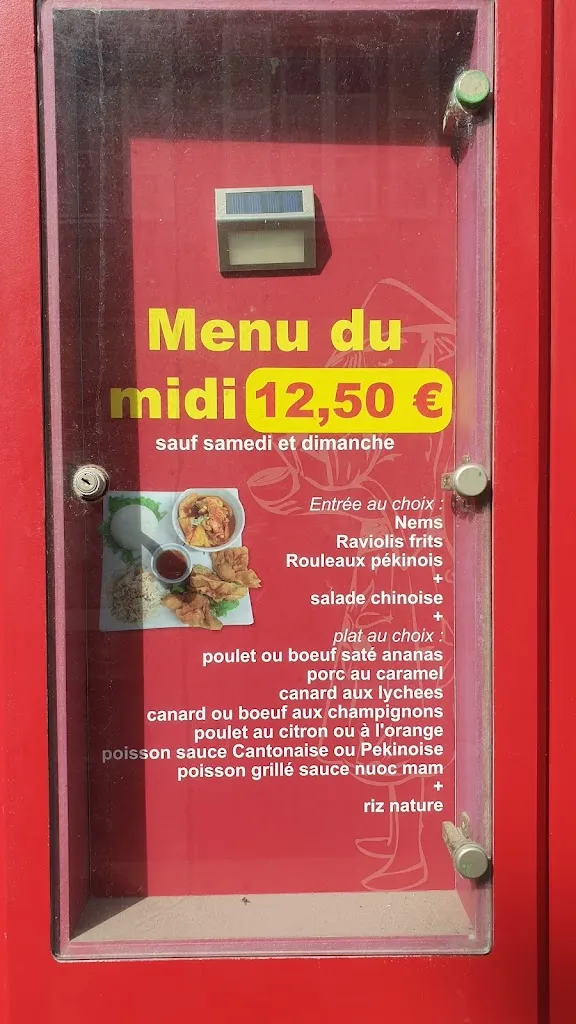 Menu du
midi 12,50 €
sauf samedi et dimanche
Entrée au choix :
Nems
Raviolis frits
Rouleaux pékinois
+
salade chinoise
+
plat au choix :
poulet ou boeuf saté ananas
porc au caramel
canard aux lychees
canard ou boeuf aux champignons
poulet au citron ou à l'orange
poisson sauce Cantonaise ou Pekinoise
poisson grillé sauce nuoc mam
+
riz nature